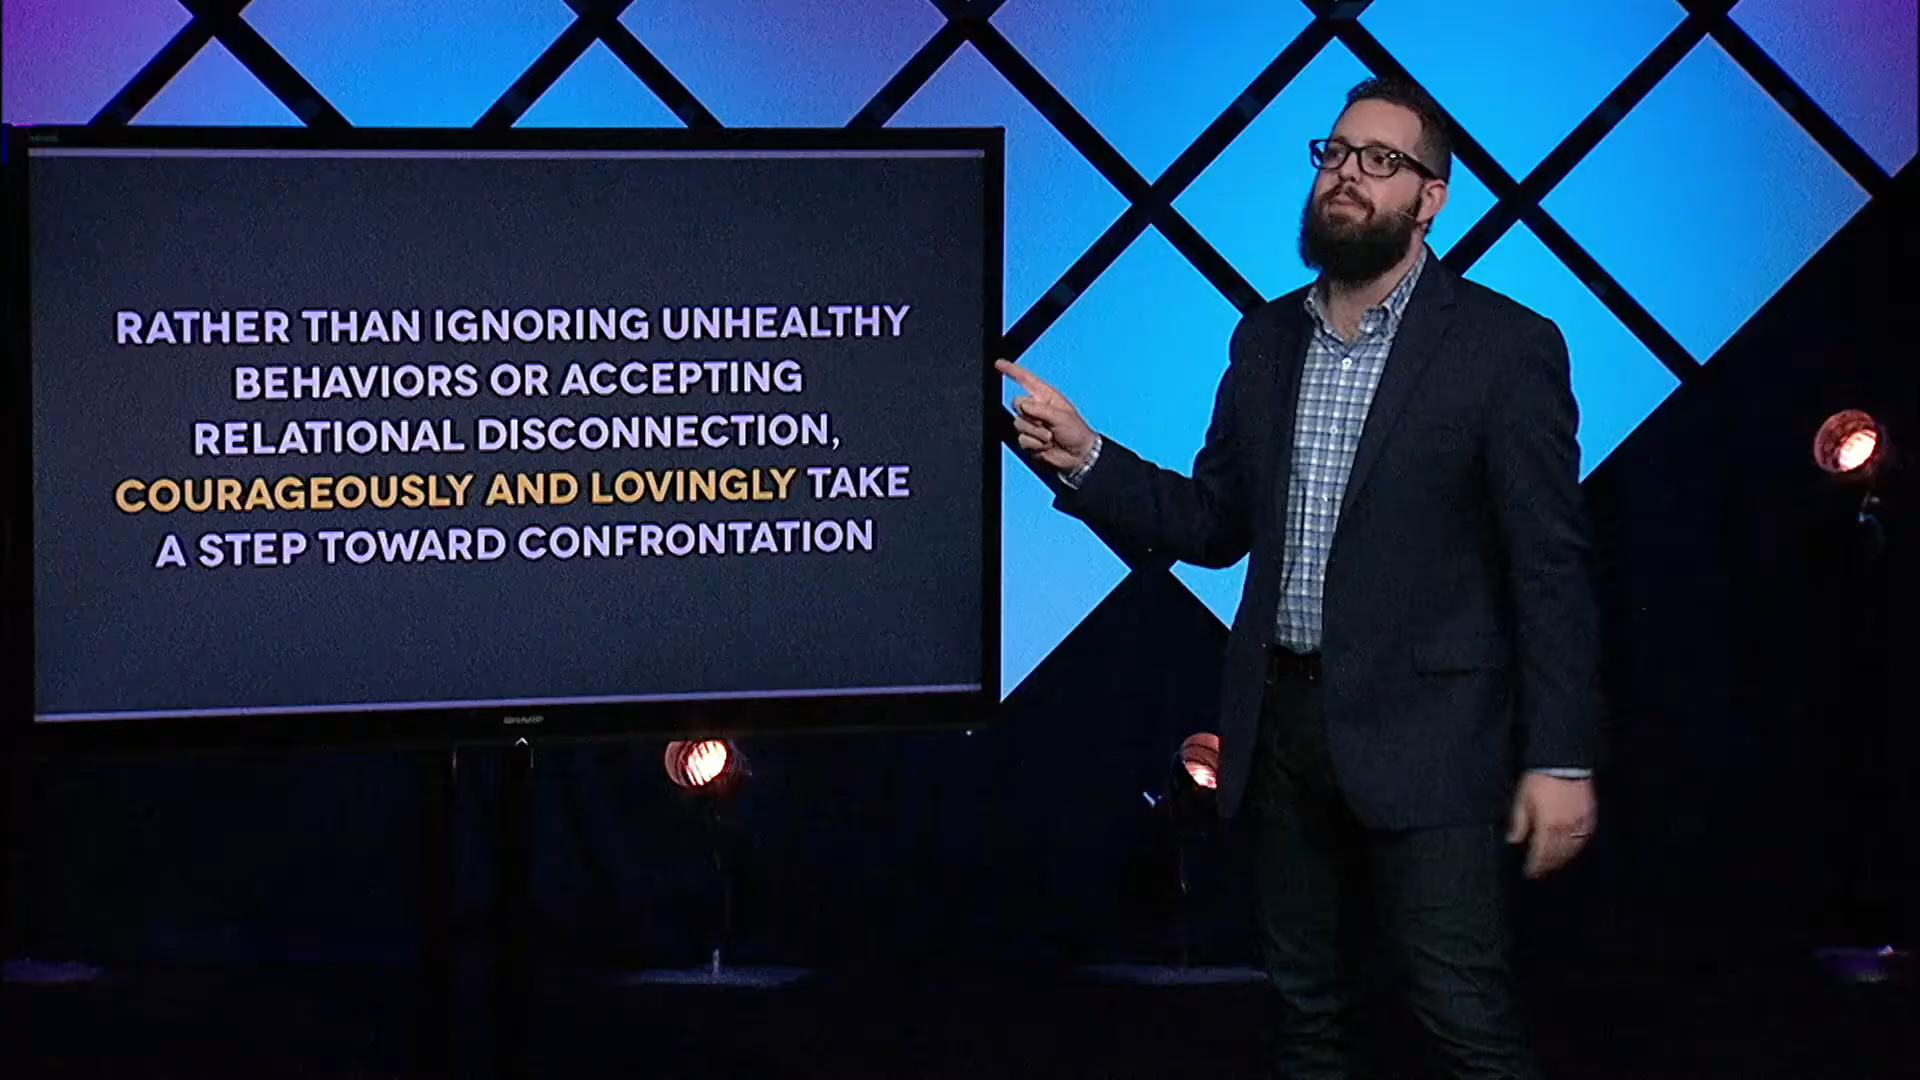 RATHER THAN IGNORING UNHEALTHY
BEHAVIORS OR ACCEPTING
RELATIONAL DISCONNECTION,
COURAGEOUSLY AND LOVINGLY TAKE
A STEP TOWARD CONFRONTATION
SHARP